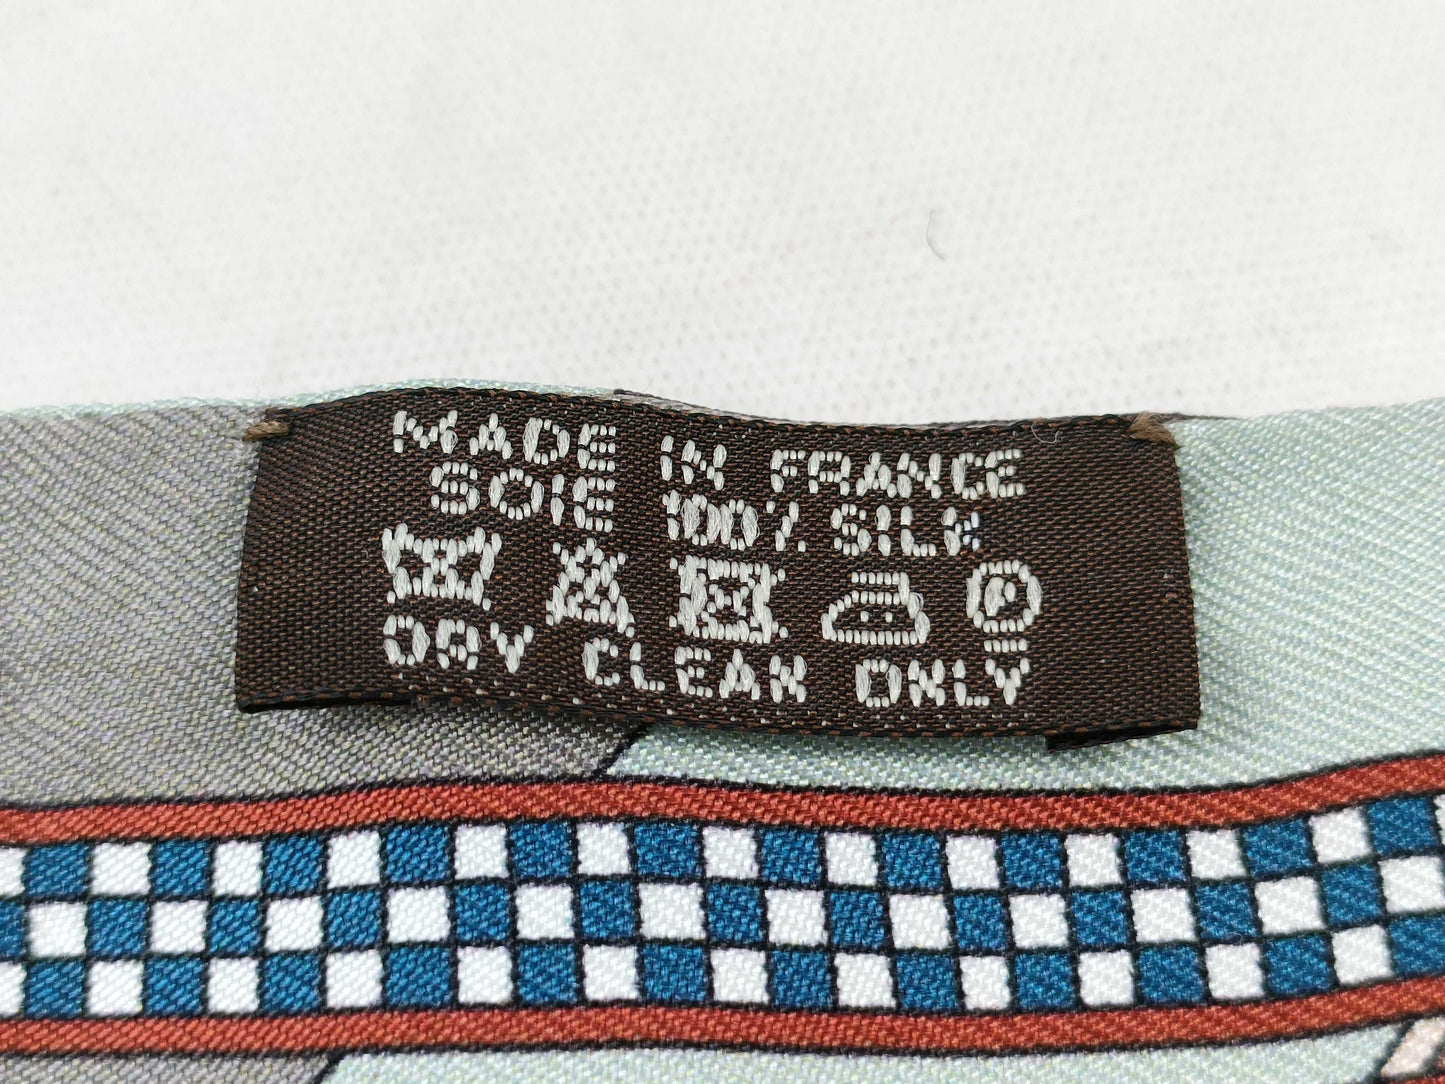 MADE IN FRANCE
SOIE 100% SILK
P
DRY CLEAN ONLY